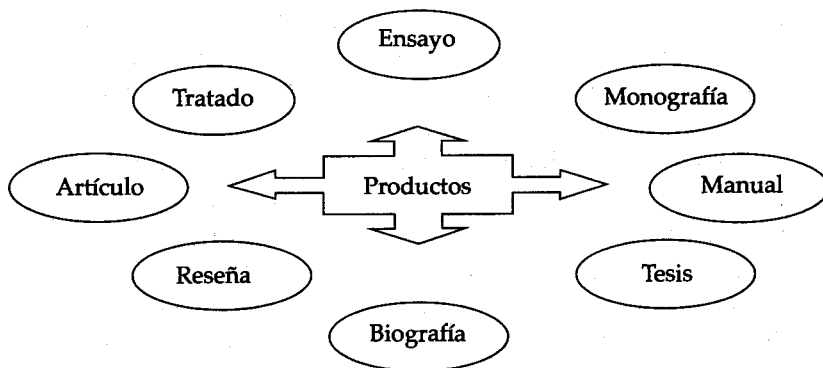 Ensayo
Tratado
Monografía
Artículo
Productos
Manual
Reseña
Tesis
Biografía